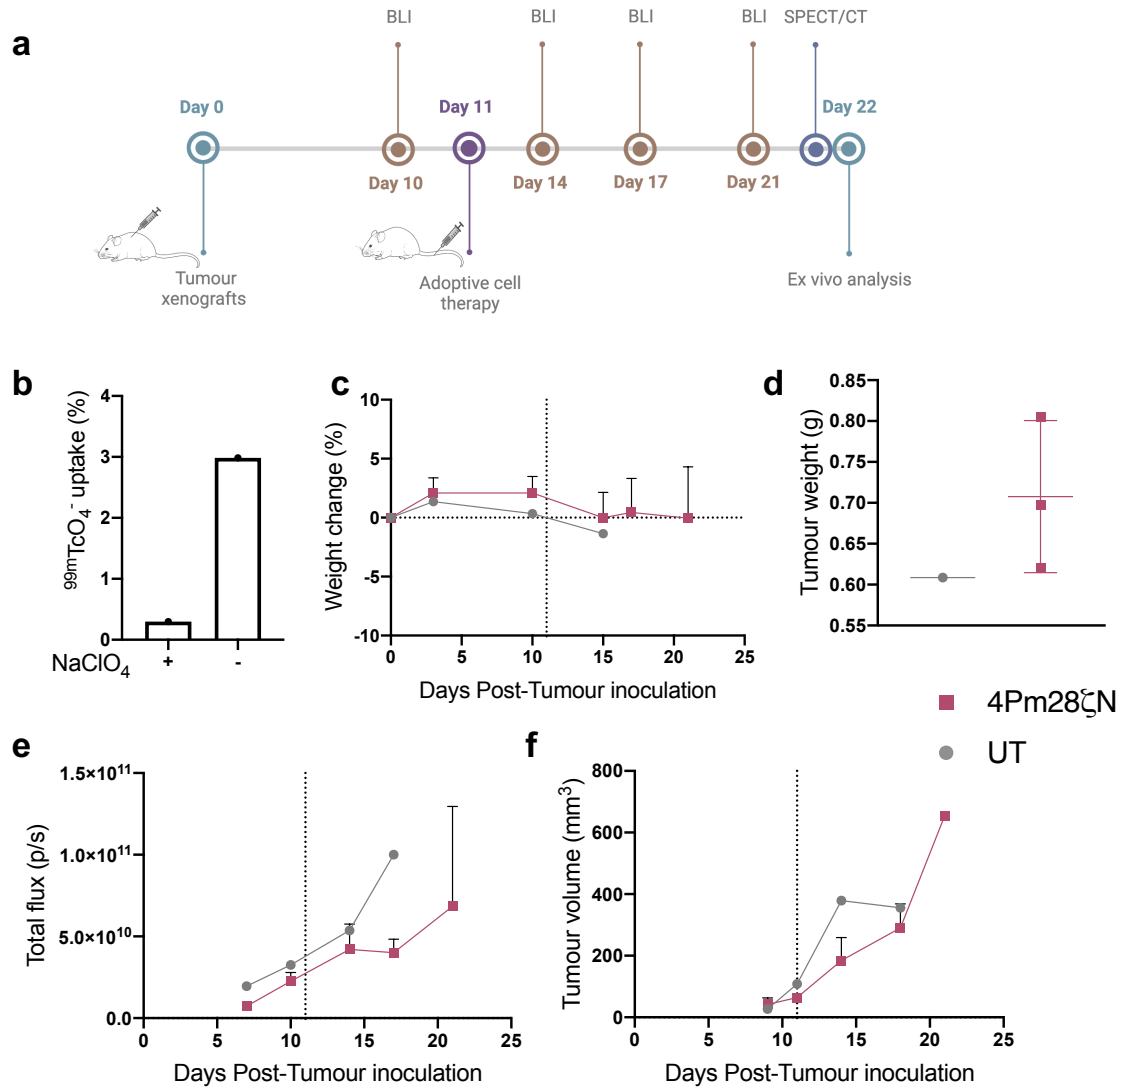 a
BLI
BLI
BLI
BLI
SPECT/CT
Day 0
Day 11
Day 22
Day 10
Day 14
Day 17
Day 21
Tumour
xenografts
Adoptive cell
therapy
Ex vivo analysis
b
99mTcO4- uptake (%)
4
3
2
1
0
NaClO4
+
-
c
Weight change (%)
10
5
0
-5
-10
0
5
10
15
20
25
Days Post-Tumour inoculation
d
Tumour weight (g)
0.85
0.80
0.75
0.70
0.65
0.60
0.55
4Pm28ζN
UT
e
Total flux (p/s)
1.5×10^11
1.0×10^11
5.0×10^10
0.0
0
5
10
15
20
25
Days Post-Tumour inoculation
f
Tumour volume (mm3)
800
600
400
200
0
0
5
10
15
20
25
Days Post-Tumour inoculation